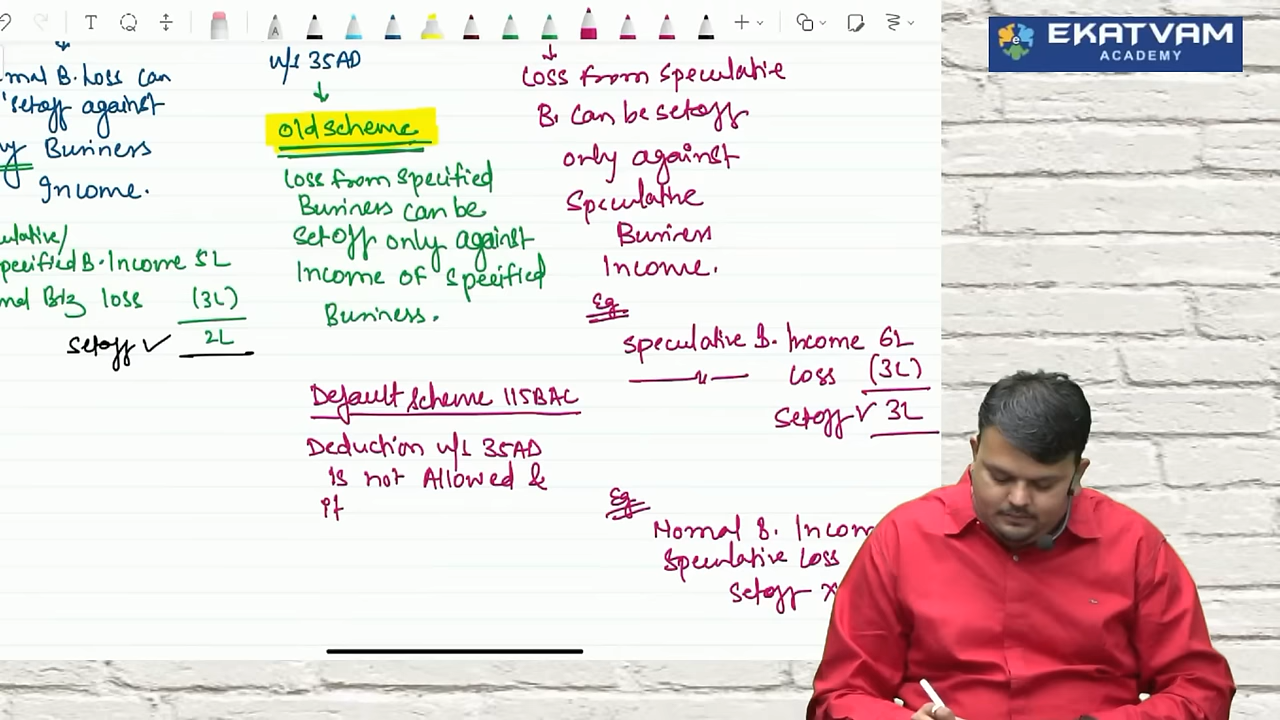 EKATVAM
ACADEMY
mal B. Loss can
setoff against
Business
Income.
ulative/
pecified B. Income 5L
mal Biz loss (3L)
setoff ✓ 2L
u/s 35AD
old scheme
Loss from specified
Business can be
setoff only against
Income of specified
Business.
Default scheme 115BAC
Deduction u/s 35AD
is not Allowed &
if
Loss from speculative
B. can be setoff
only against
speculative
Business
Income.
Eg
speculative B. Income 6L
loss (3L)
setoff ✓ 3L
Eg
Normal B. Incom
speculative loss
setoff x